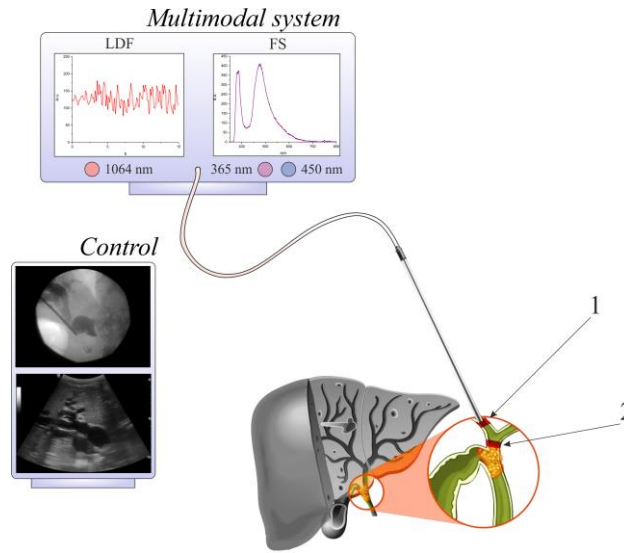 Multimodal system
LDF
FS
1064 nm
365 nm
450 nm
Control
1
2